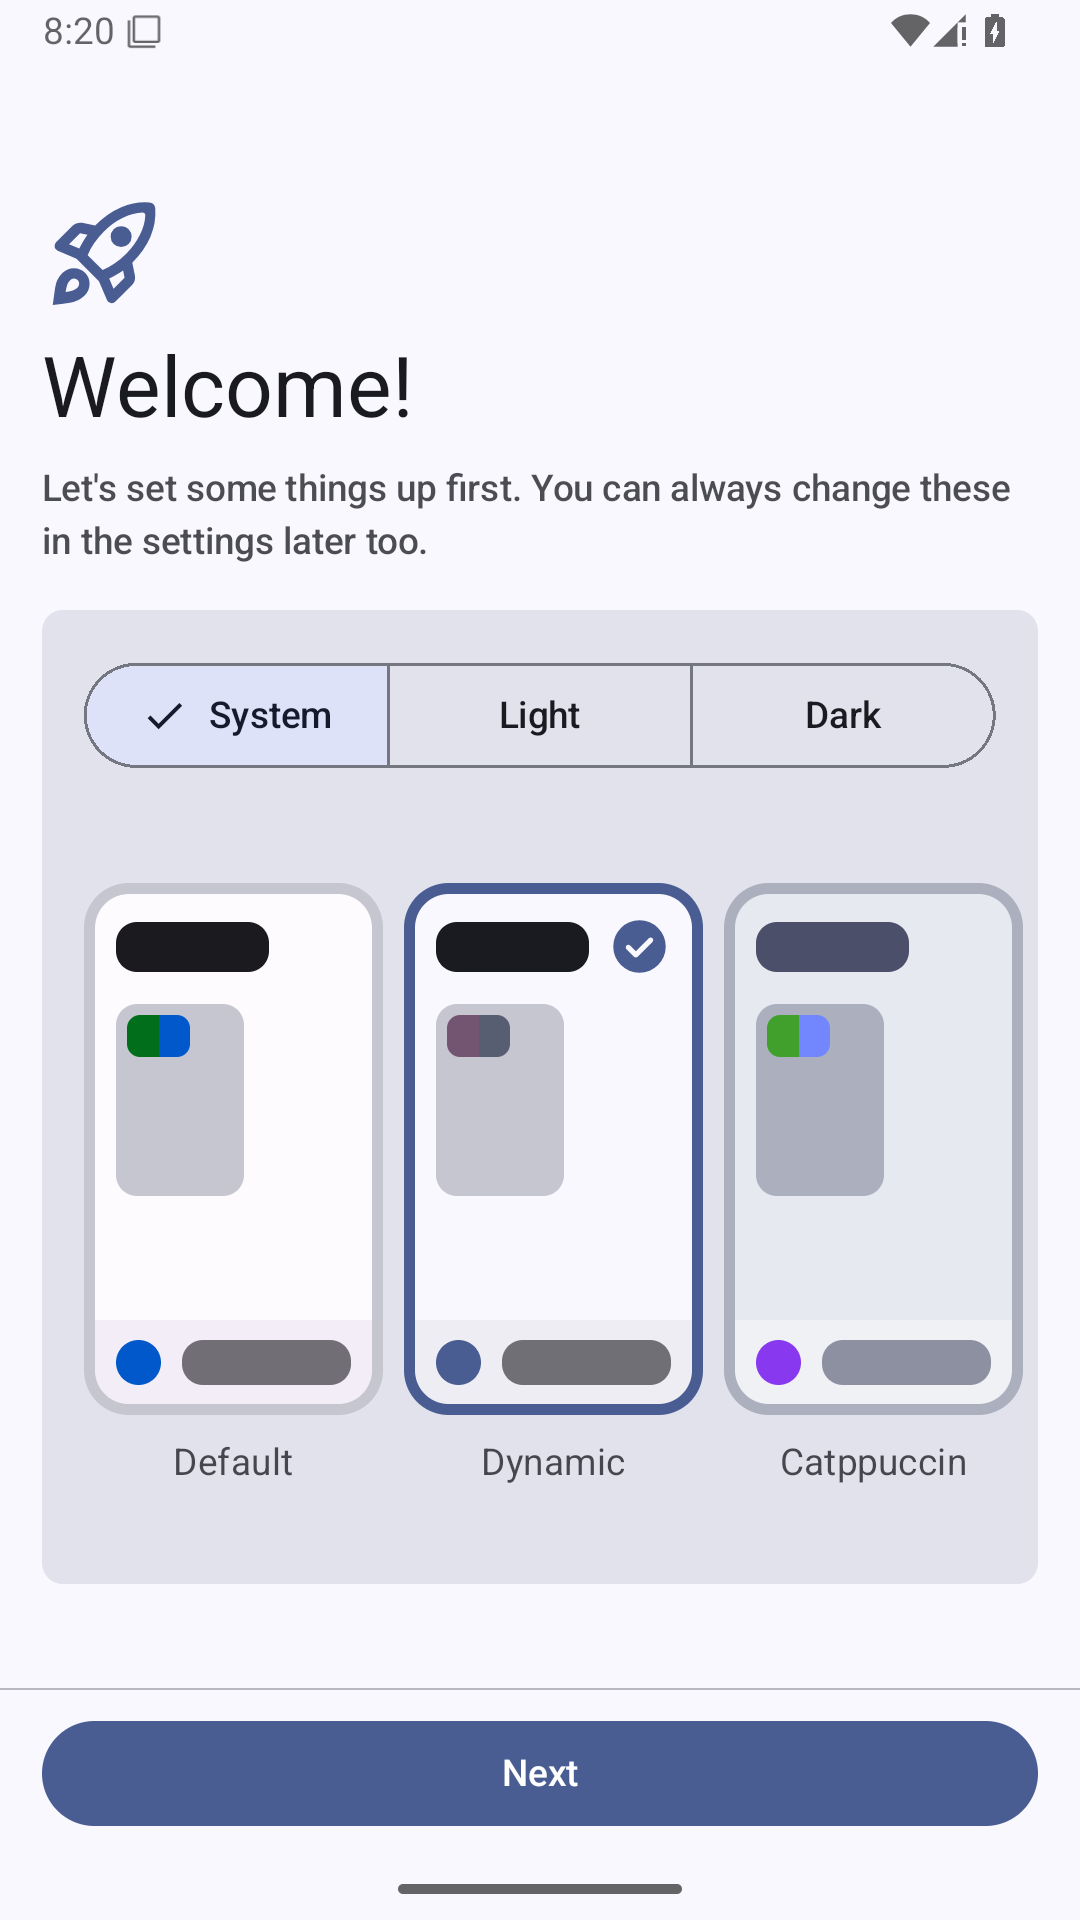 8:20
Welcome!
Let's set some things up first. You can always change these
in the settings later too.
System
Light
Dark
Default
Dynamic
Catppuccin
Next